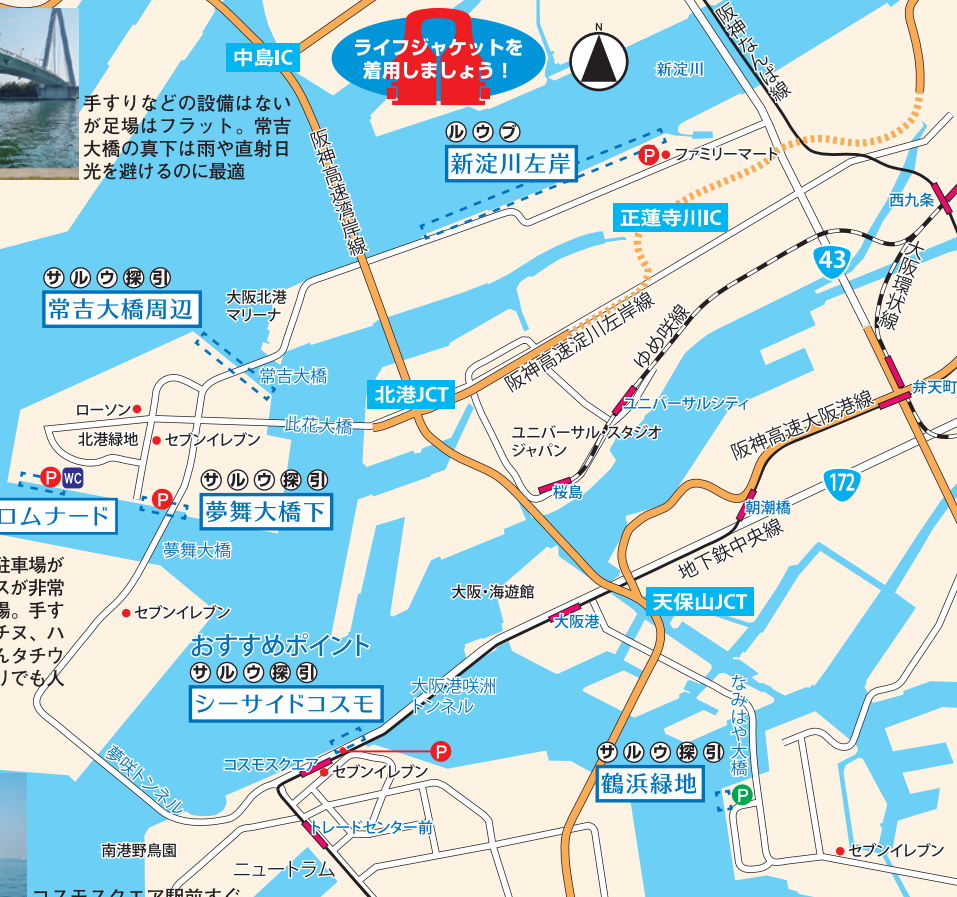 ライフジャケットを
着用しましょう！
N
中島IC
手すりなどの設備はない
が足場はフラット。常吉
大橋の真下は雨や直射日
光を避けるのに最適
阪神なんば線
新淀川
ルウブ
新淀川左岸
P
ファミリーマート
阪神高速湾岸線
正蓮寺川IC
西九条
43
大阪環状線
サルウ探引
常吉大橋周辺
大阪北港
マリーナ
常吉大橋
阪神高速淀川左岸線
ゆめ咲線
北港JCT
弁天町
ローソン
此花大橋
ユニバーサルシティ
北港緑地
セブンイレブン
ユニバーサル・スタジオ
ジャパン
阪神高速大阪港線
P
WC
サルウ探引
夢舞大橋下
P
桜島
172
朝潮橋
ロムナード
夢舞大橋
地下鉄中央線
駐車場が
スが非常
場。手す
チヌ、ハ
んタチウ
りでも人
大阪・海遊館
天保山JCT
セブンイレブン
大阪港
おすすめポイント
サルウ探引
シーサイドコスモ
大阪港咲洲
トンネル
なみはや大橋
夢咲トンネル
P
コスモスクエア
セブンイレブン
サルウ探引
鶴浜緑地
P
トレードセンター前
南港野鳥園
ニュートラム
セブンイレブン
コスモスクエア駅前すぐ